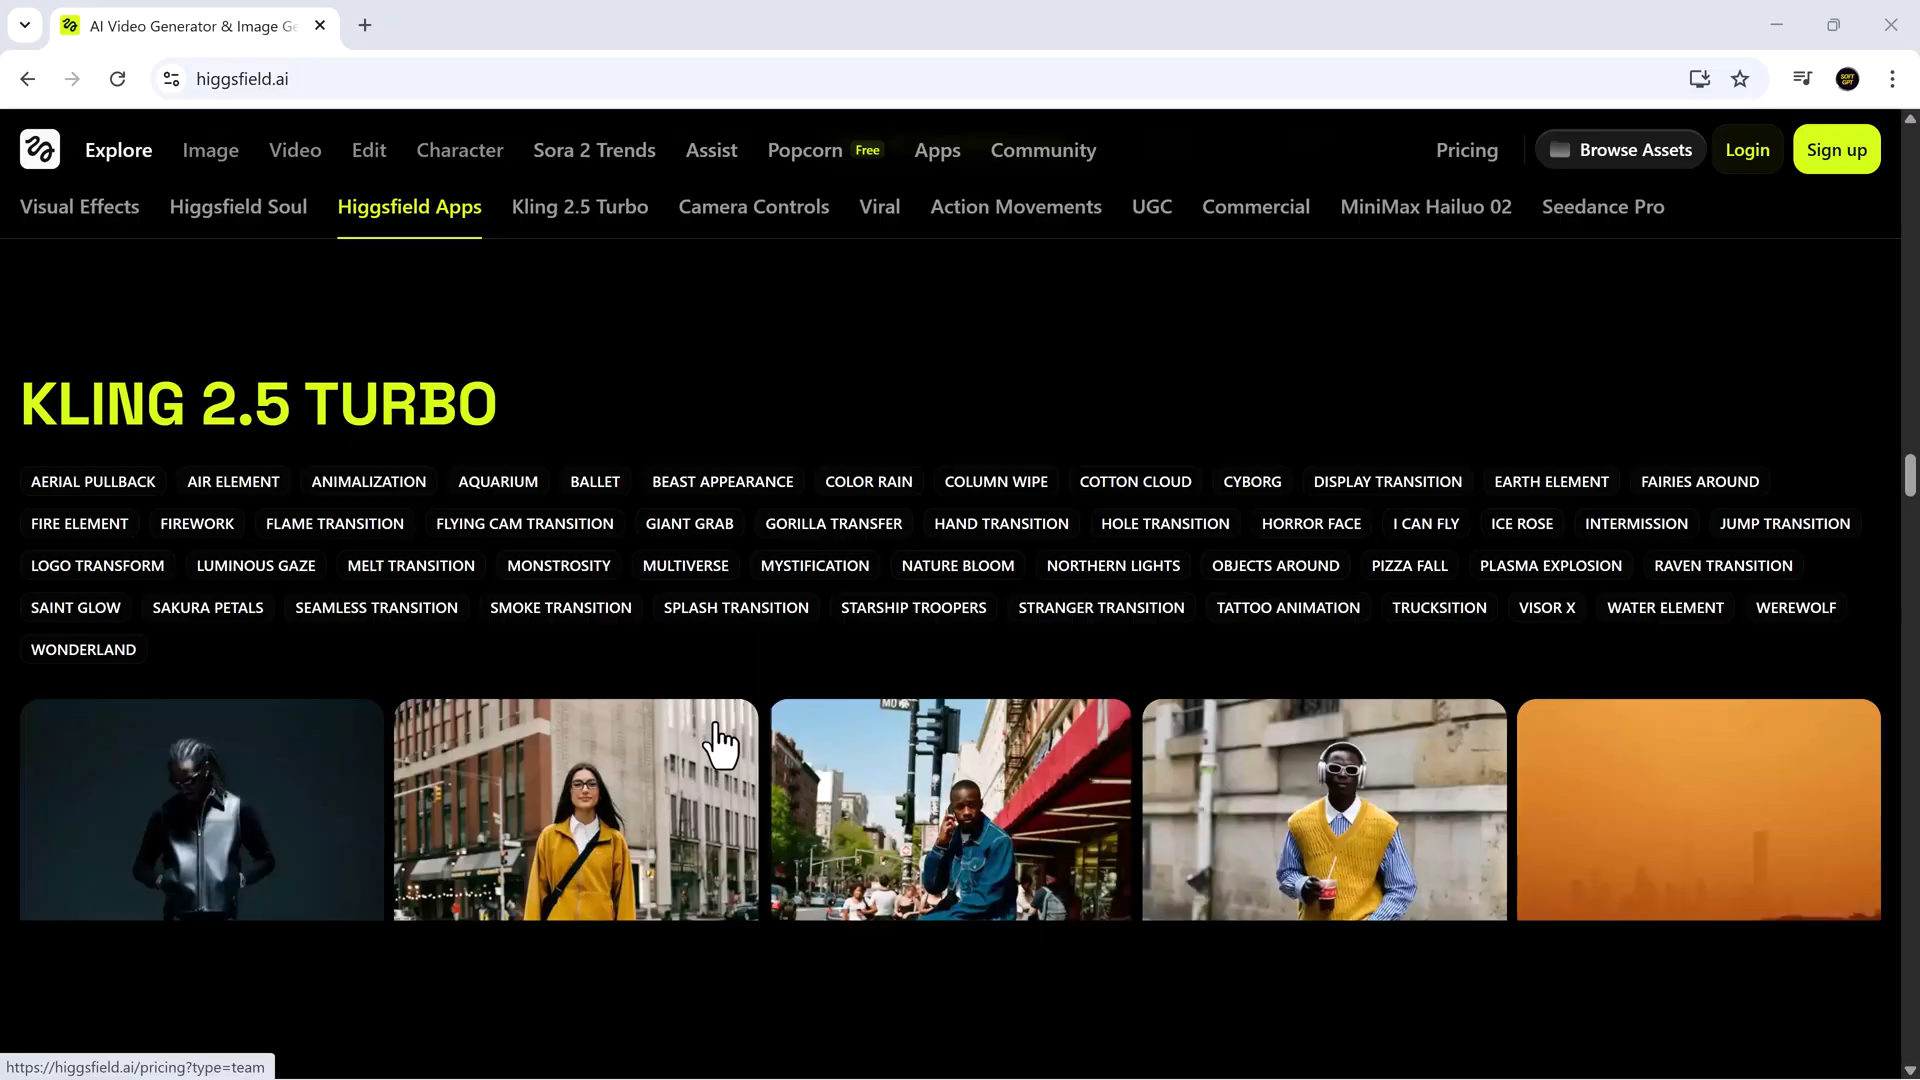 AI Video Generator & Image Ge
higgsfield.ai
SOFT GPT
Explore Image Video Edit Character Sora 2 Trends Assist Popcorn Free Apps Community Pricing Browse Assets Login Sign up
Visual Effects Higgsfield Soul Higgsfield Apps Kling 2.5 Turbo Camera Controls Viral Action Movements UGC Commercial MiniMax Hailuo 02 Seedance Pro
KLING 2.5 TURBO
AERIAL PULLBACK AIR ELEMENT ANIMALIZATION AQUARIUM BALLET BEAST APPEARANCE COLOR RAIN COLUMN WIPE COTTON CLOUD CYBORG DISPLAY TRANSITION EARTH ELEMENT FAIRIES AROUND
FIRE ELEMENT FIREWORK FLAME TRANSITION FLYING CAM TRANSITION GIANT GRAB GORILLA TRANSFER HAND TRANSITION HOLE TRANSITION HORROR FACE I CAN FLY ICE ROSE INTERMISSION JUMP TRANSITION
LOGO TRANSFORM LUMINOUS GAZE MELT TRANSITION MONSTROSITY MULTIVERSE MYSTIFICATION NATURE BLOOM NORTHERN LIGHTS OBJECTS AROUND PIZZA FALL PLASMA EXPLOSION RAVEN TRANSITION
SAINT GLOW SAKURA PETALS SEAMLESS TRANSITION SMOKE TRANSITION SPLASH TRANSITION STARSHIP TROOPERS STRANGER TRANSITION TATTOO ANIMATION TRUCKSITION VISOR X WATER ELEMENT WEREWOLF
WONDERLAND
https://higgsfield.ai/pricing?type=team